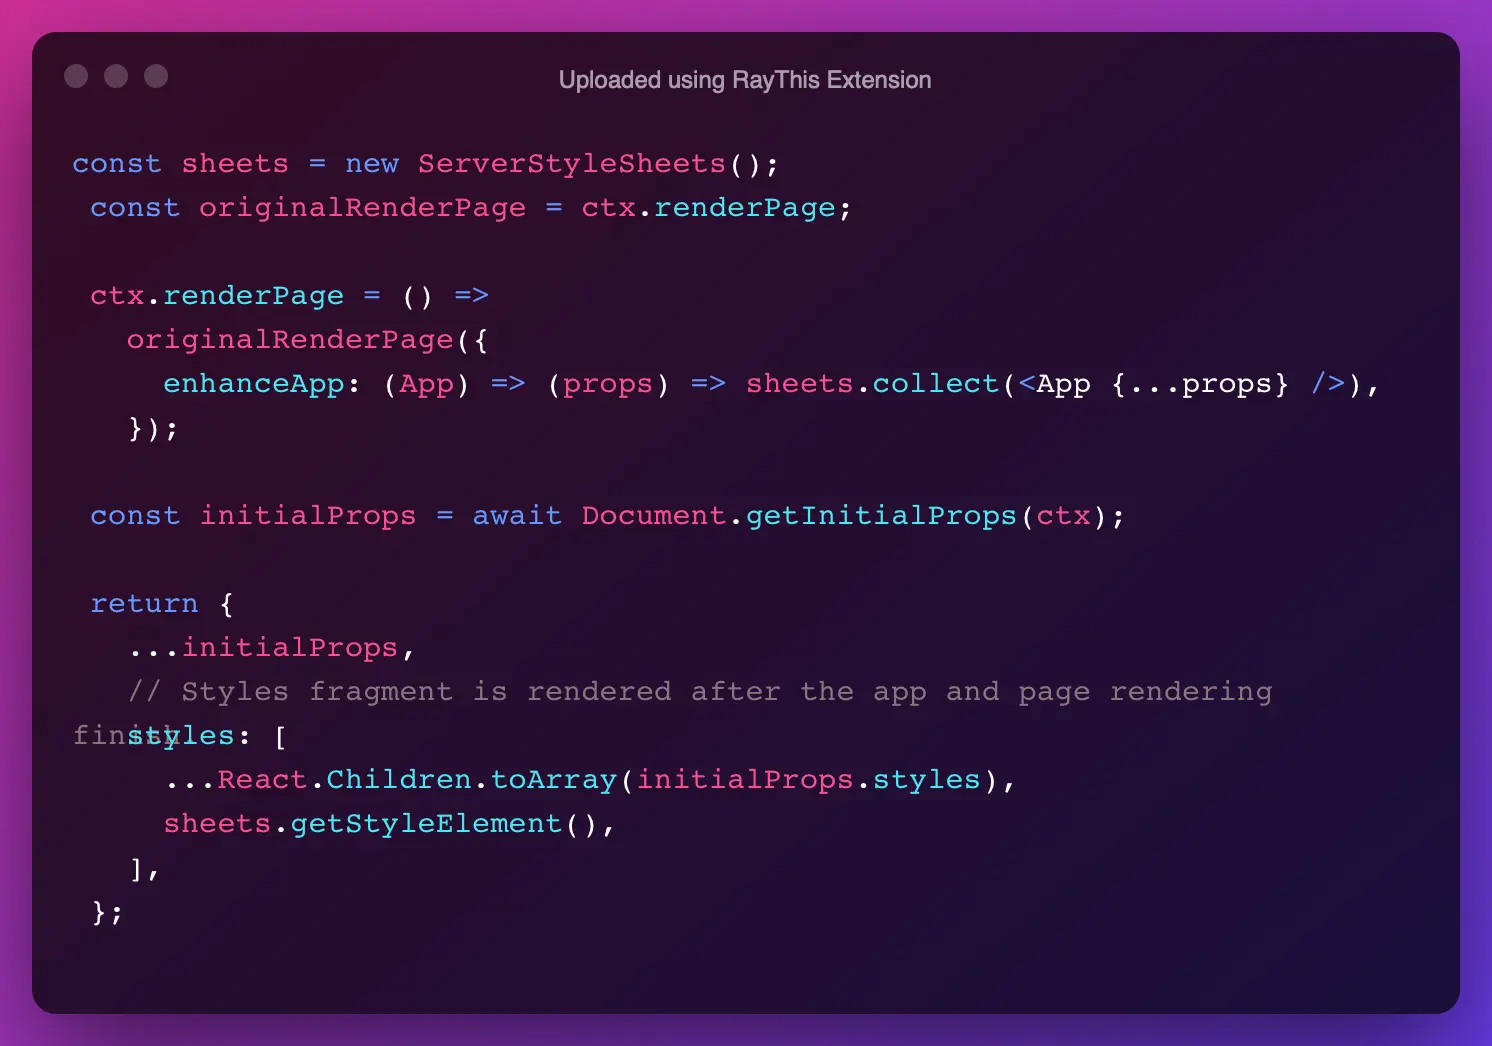 Uploaded using RayThis Extension
const sheets = new ServerStyleSheets();
const originalRenderPage = ctx.renderPage;
ctx.renderPage = () =>
originalRenderPage({
enhanceApp: (App) => (props) => sheets.collect(<App {...props} />),
});
const initialProps = await Document.getInitialProps(ctx);
return {
...initialProps,
// Styles fragment is rendered after the app and page rendering
finish.
styles: [
...React.Children.toArray(initialProps.styles),
sheets.getStyleElement(),
],
};